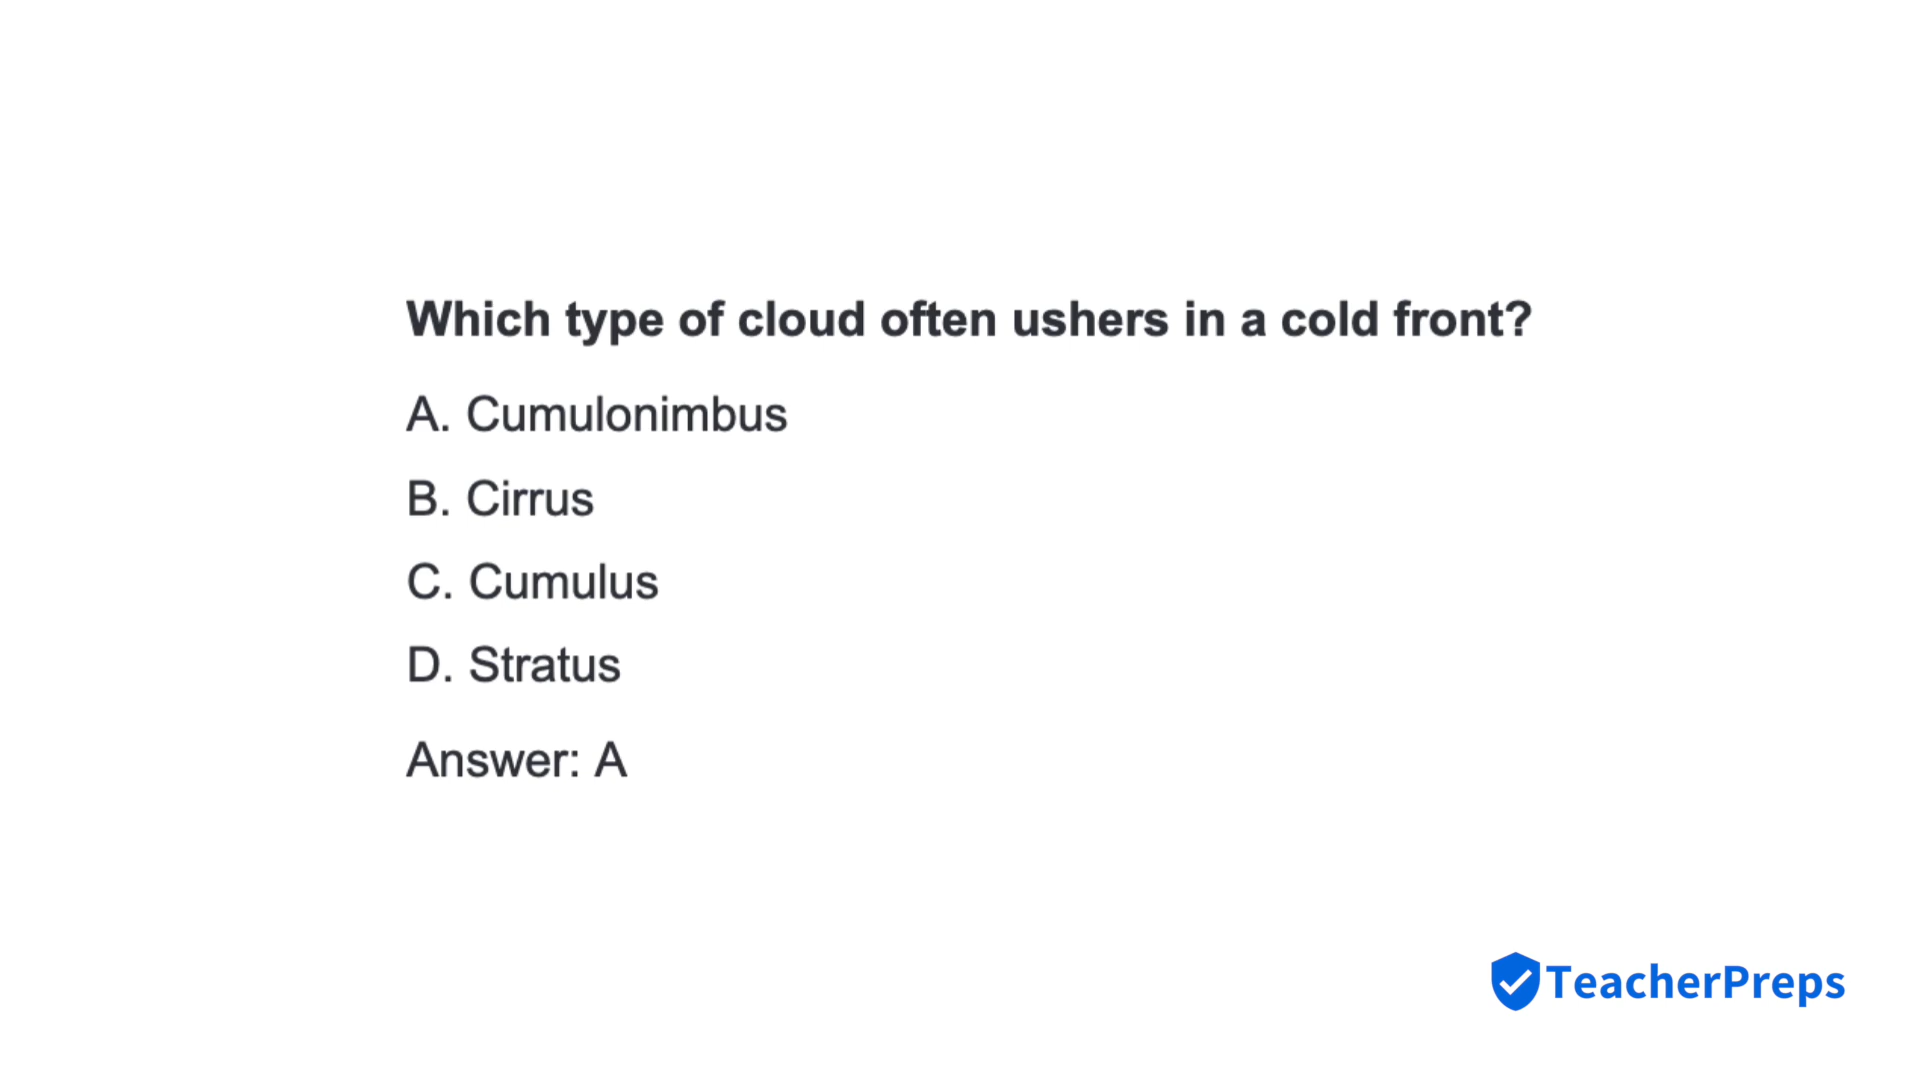 Which type of cloud often ushers in a cold front?
A. Cumulonimbus
B. Cirrus
C. Cumulus
D. Stratus
Answer: A
TeacherPreps